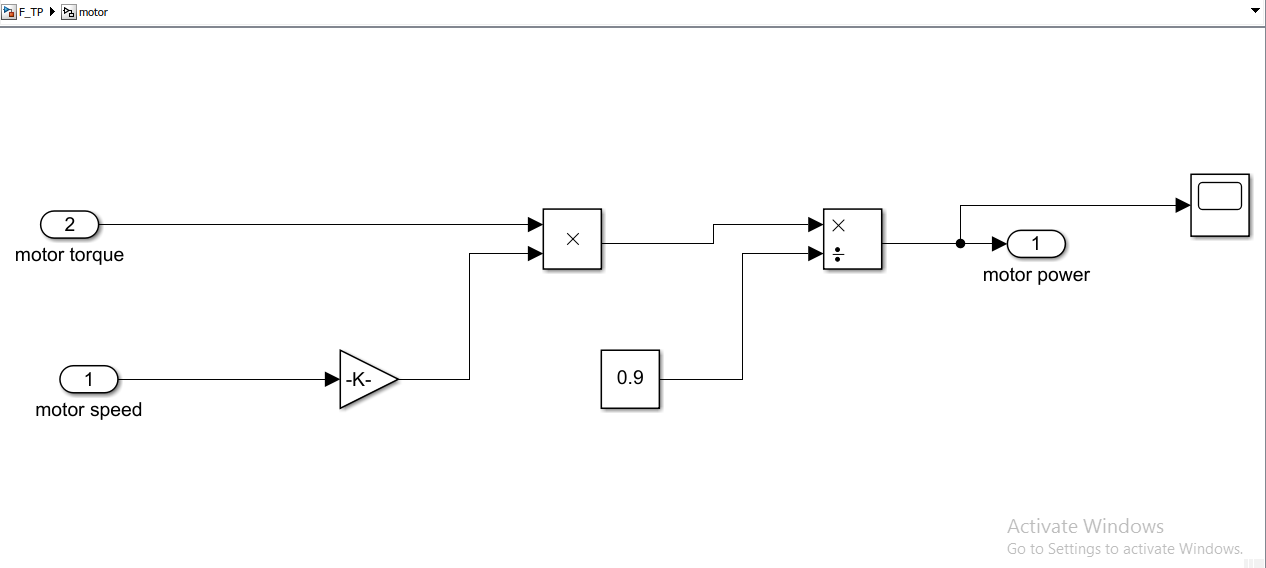 F_TP motor
2
motor torque
×
×
÷
1
motor power
1
motor speed
-K-
0.9
Activate Windows
Go to Settings to activate Windows.